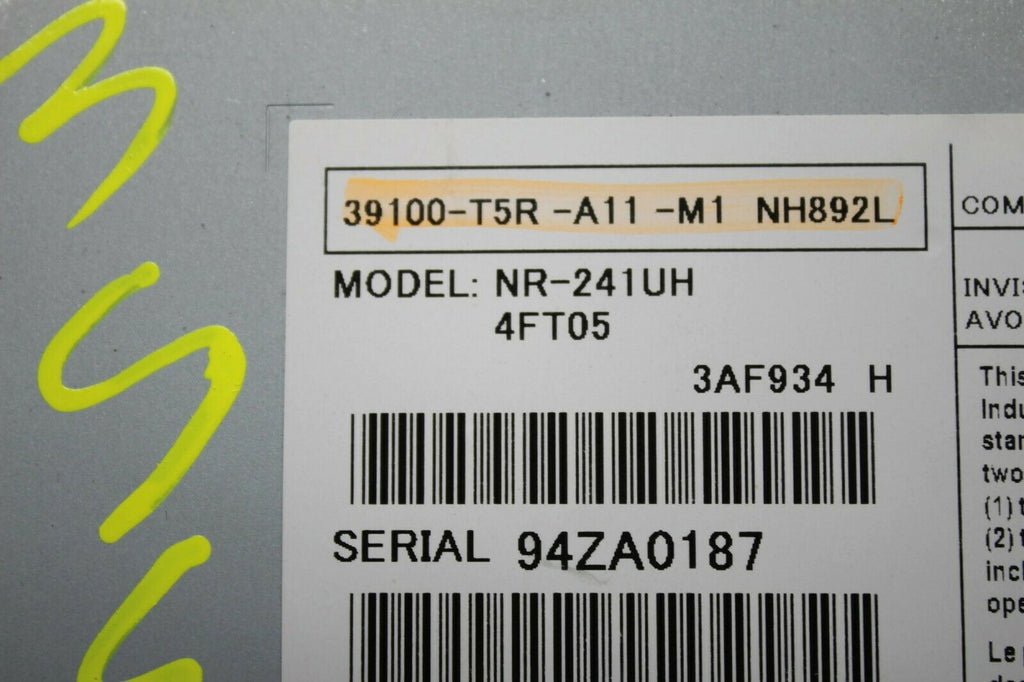 39100-T5R -A11 -M1 NH892L
MODEL: NR-241UH
4FT05
3AF934 H
SERIAL 94ZA0187
COM
INVI
AVO
This
Indu
stan
two
(1) t
(2) t
incl
ope
Le